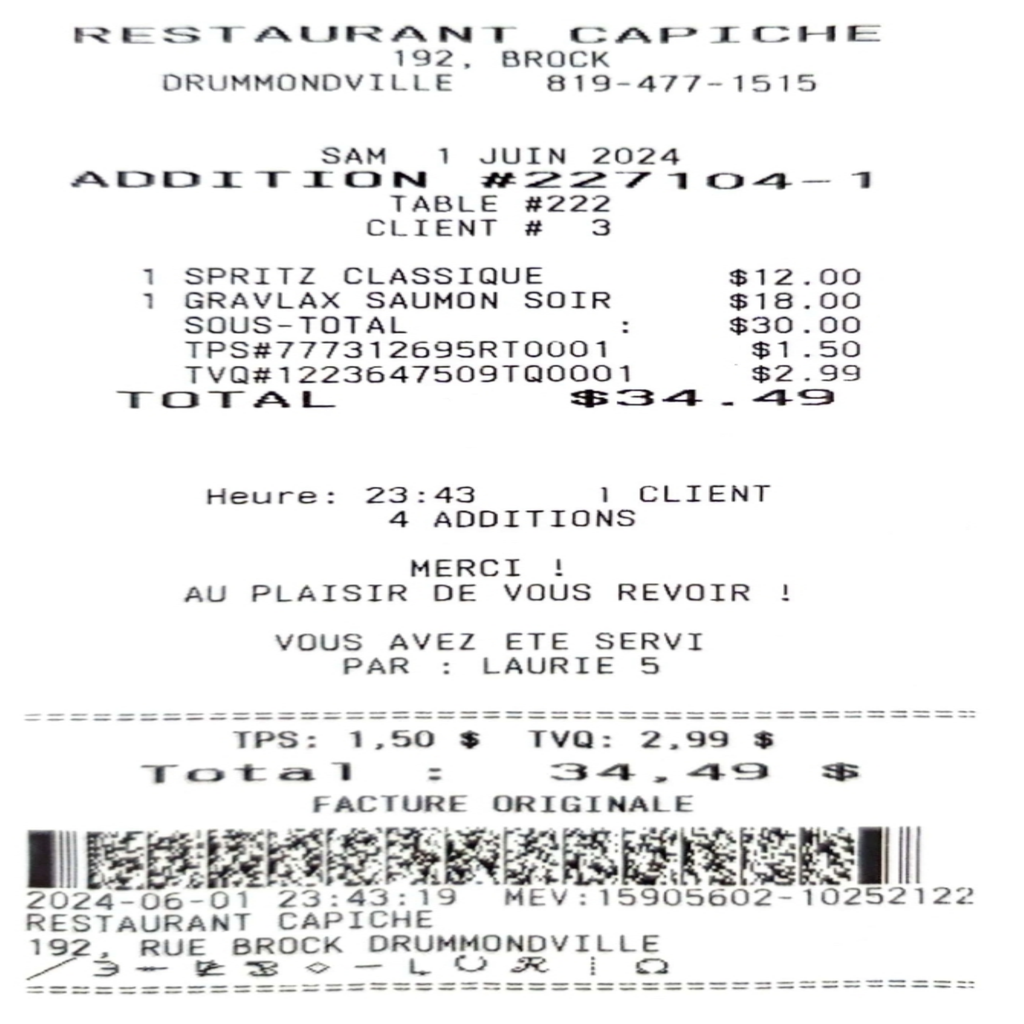 RESTAURANT CAPICHE
192, BROCK
DRUMMONDVILLE 819-477-1515
SAM 1 JUIN 2024
ADDITION #227104-1
TABLE #222
CLIENT # 3
1 SPRITZ CLASSIQUE $12.00
1 GRAVLAX SAUMON SOIR $18.00
SOUS-TOTAL : $30.00
TPS#777312695RT0001 $1.50
TVQ#1223647509TQ0001 $2.99
TOTAL $34.49
Heure: 23:43 1 CLIENT
4 ADDITIONS
MERCI !
AU PLAISIR DE VOUS REVOIR !
VOUS AVEZ ETE SERVI
PAR : LAURIE 5
TPS: 1,50 $ TVQ: 2,99 $
Total : 34,49 $
FACTURE ORIGINALE
2024-06-01 23:43:19 MEV:15905602-10252122
RESTAURANT CAPICHE
192, RUE BROCK DRUMMONDVILLE